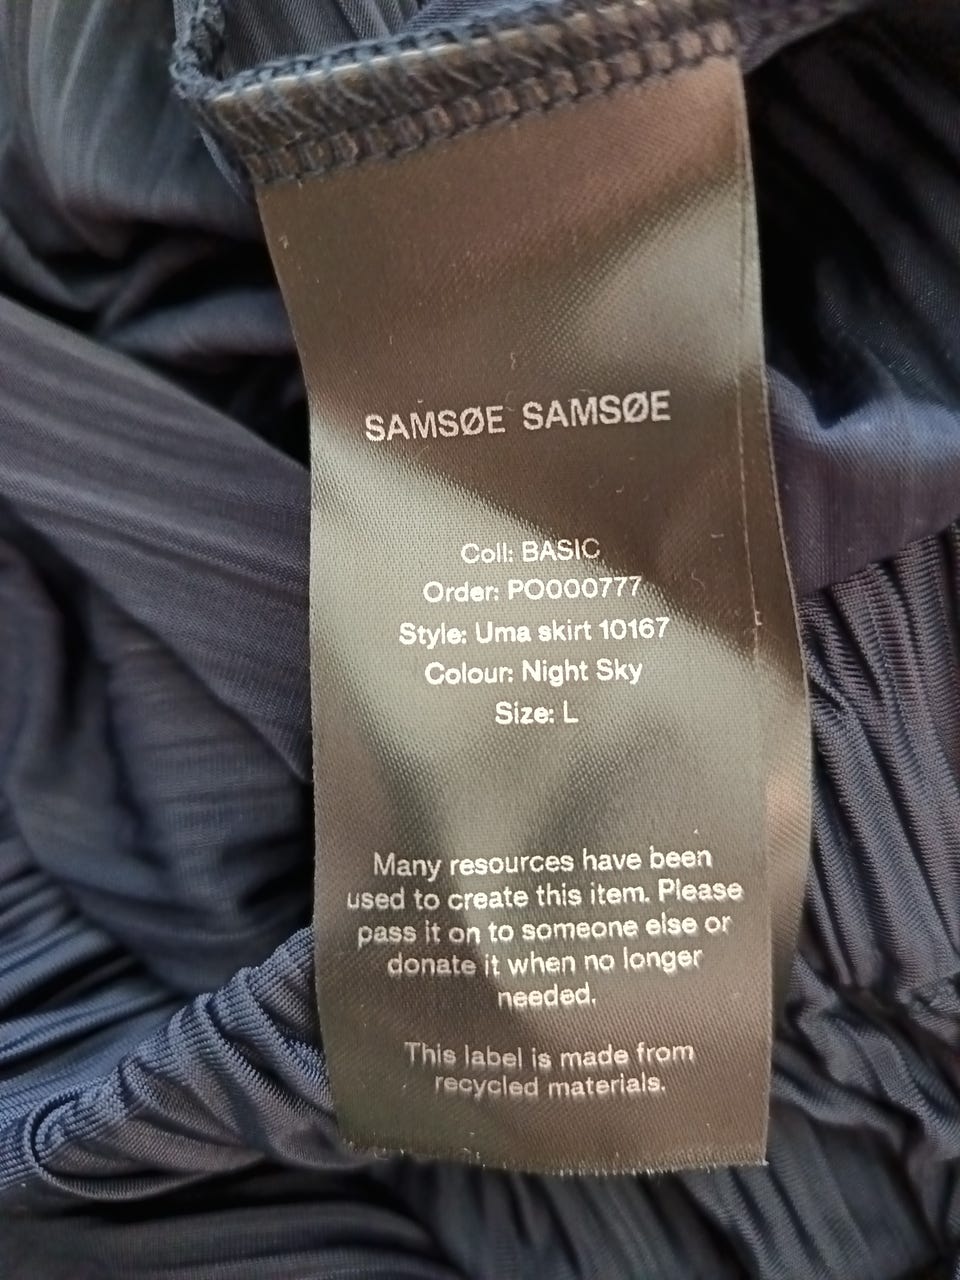 SAMSØE SAMSØE
Coll: BASIC
Order: PO000777
Style: Uma skirt 10167
Colour: Night Sky
Size: L
Many resources have been
used to create this item. Please
pass it on to someone else or
donate it when no longer
needed.
This label is made from
recycled materials.